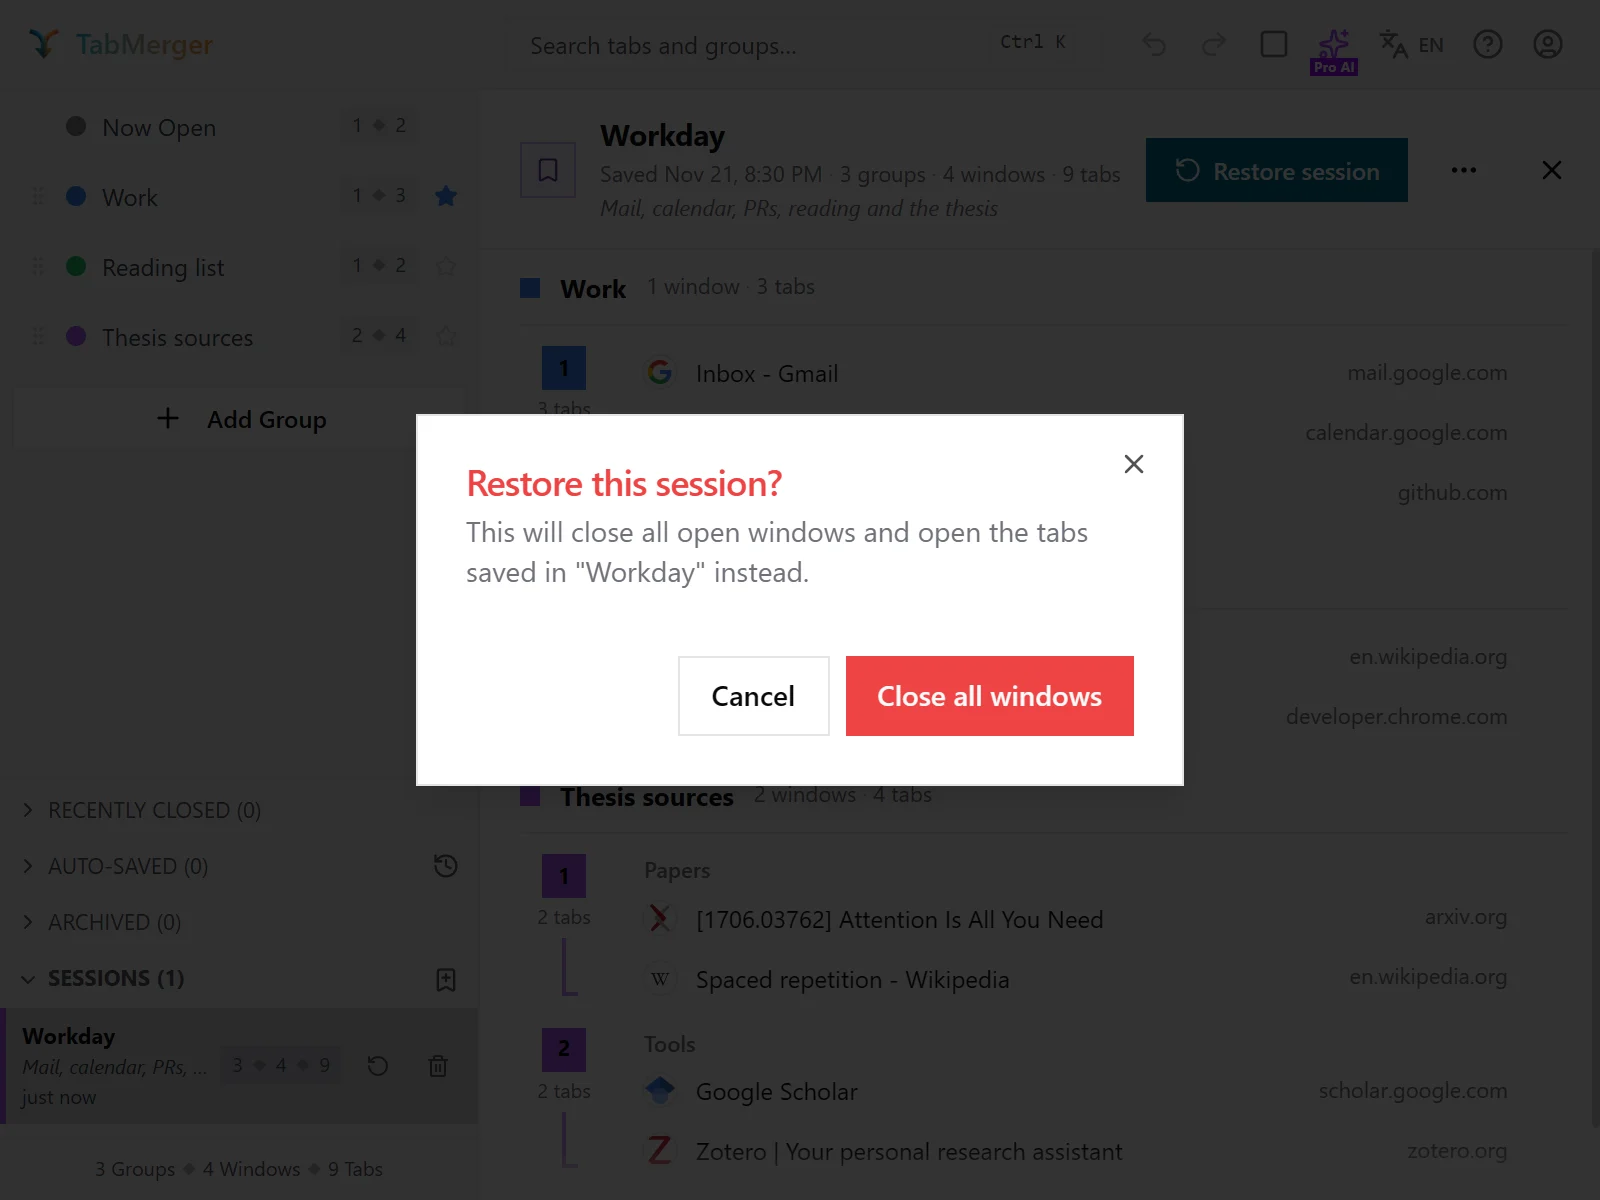 TabMerger
Search tabs and groups...
Ctrl K
Pro AI
EN
Now Open
1 ◆ 2
Work
1 ◆ 3
Reading list
1 ◆ 2
Thesis sources
2 ◆ 4
+ Add Group
Workday
Saved Nov 21, 8:30 PM · 3 groups · 4 windows · 9 tabs
Mail, calendar, PRs, reading and the thesis
Restore session
Work 1 window · 3 tabs
1
3 tabs
Inbox - Gmail
mail.google.com
calendar.google.com
github.com
Restore this session?
This will close all open windows and open the tabs
saved in "Workday" instead.
Cancel
Close all windows
en.wikipedia.org
developer.chrome.com
Thesis sources 2 windows · 4 tabs
1
2 tabs
Papers
[1706.03762] Attention Is All You Need
arxiv.org
W
Spaced repetition - Wikipedia
en.wikipedia.org
2
2 tabs
Tools
Google Scholar
scholar.google.com
Z
Zotero | Your personal research assistant
zotero.org
RECENTLY CLOSED (0)
AUTO-SAVED (0)
ARCHIVED (0)
SESSIONS (1)
Workday
Mail, calendar, PRs, ...
3 ◆ 4 ◆ 9
just now
3 Groups ◆ 4 Windows ◆ 9 Tabs